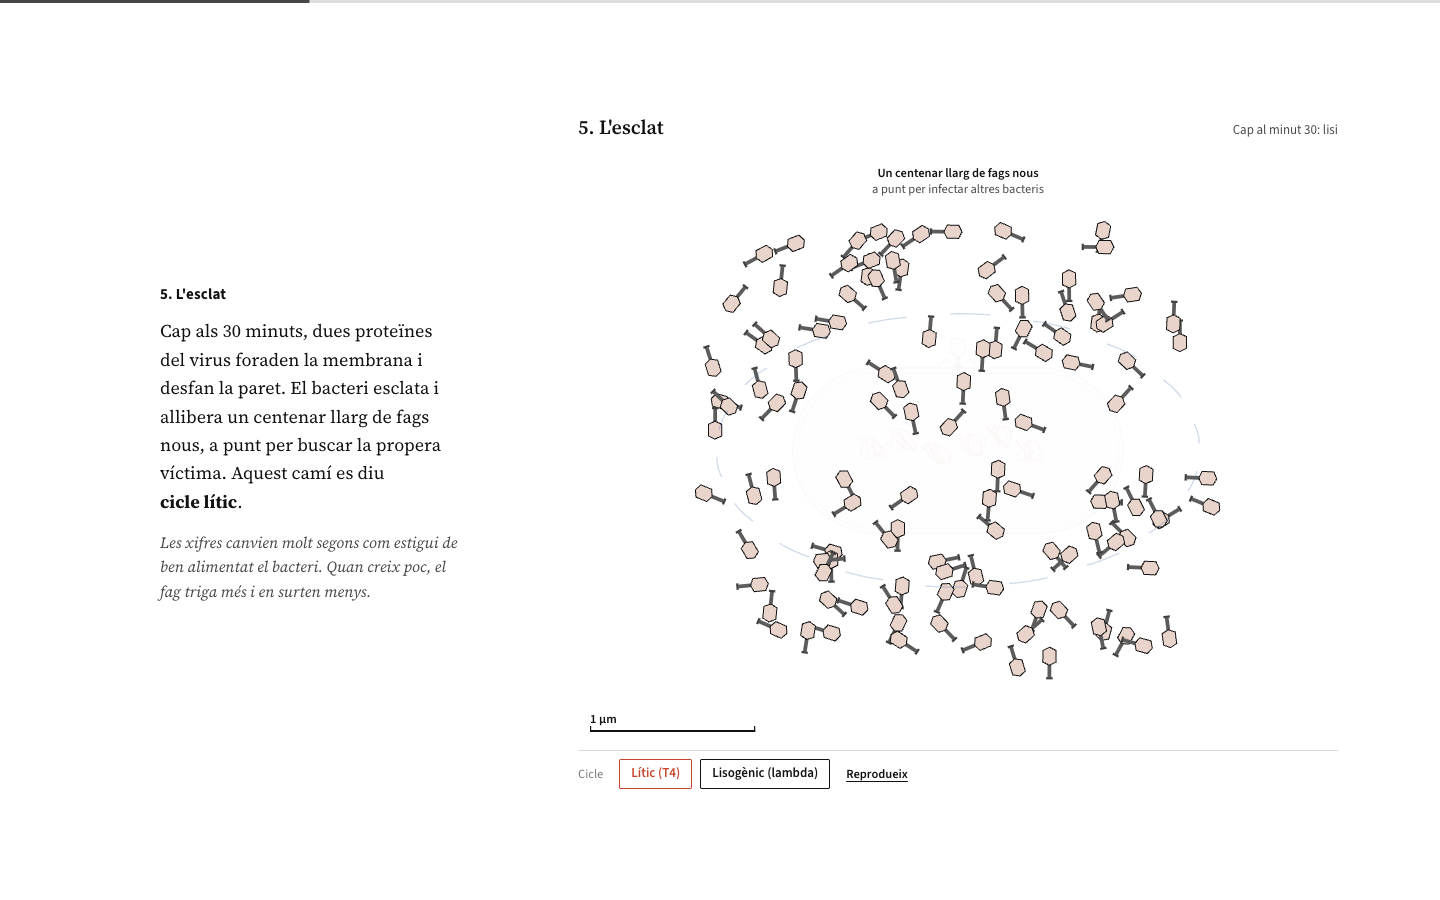 5. L'esclat
Cap als 30 minuts, dues proteïnes
del virus foraden la membrana i
desfan la paret. El bacteri esclata i
allibera un centenar llarg de fags
nous, a punt per buscar la propera
víctima. Aquest camí es diu
cicle lític.
Les xifres canvien molt segons com estigui de
ben alimentat el bacteri. Quan creix poc, el
fag triga més i en surten menys.
5. L'esclat
Cap al minut 30: lisi
Un centenar llarg de fags nous
a punt per infectar altres bacteris
1 µm
Cicle
Lític (T4)
Lisogènic (lambda)
Reprodueix